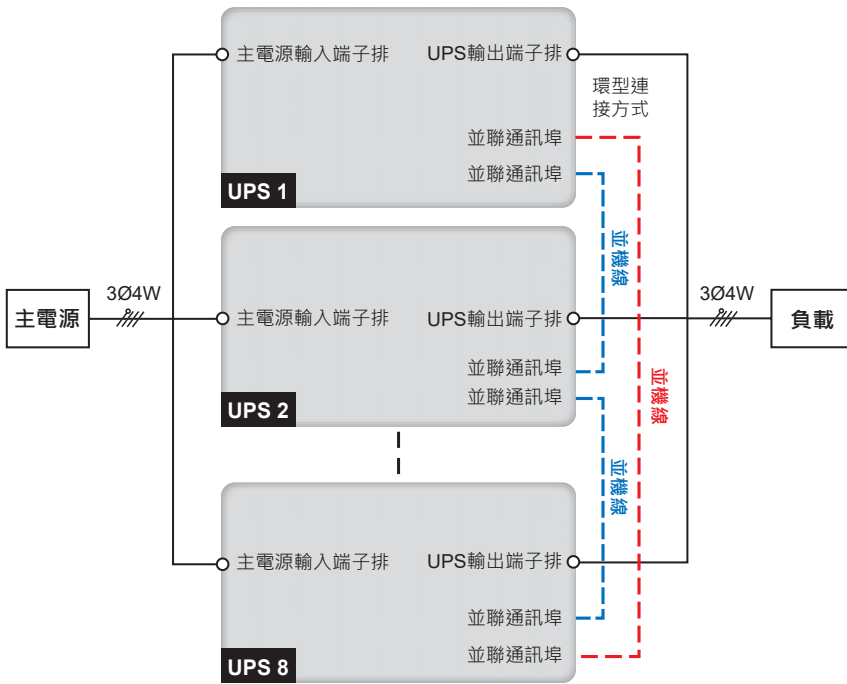 主電源輸入端子排
UPS輸出端子排
環型連
接方式
並聯通訊埠
並聯通訊埠
UPS 1
並機線
主電源
3Ø4W
主電源輸入端子排
UPS輸出端子排
3Ø4W
負載
並聯通訊埠
並聯通訊埠
UPS 2
並機線
並機線
主電源輸入端子排
UPS輸出端子排
並聯通訊埠
並聯通訊埠
UPS 8